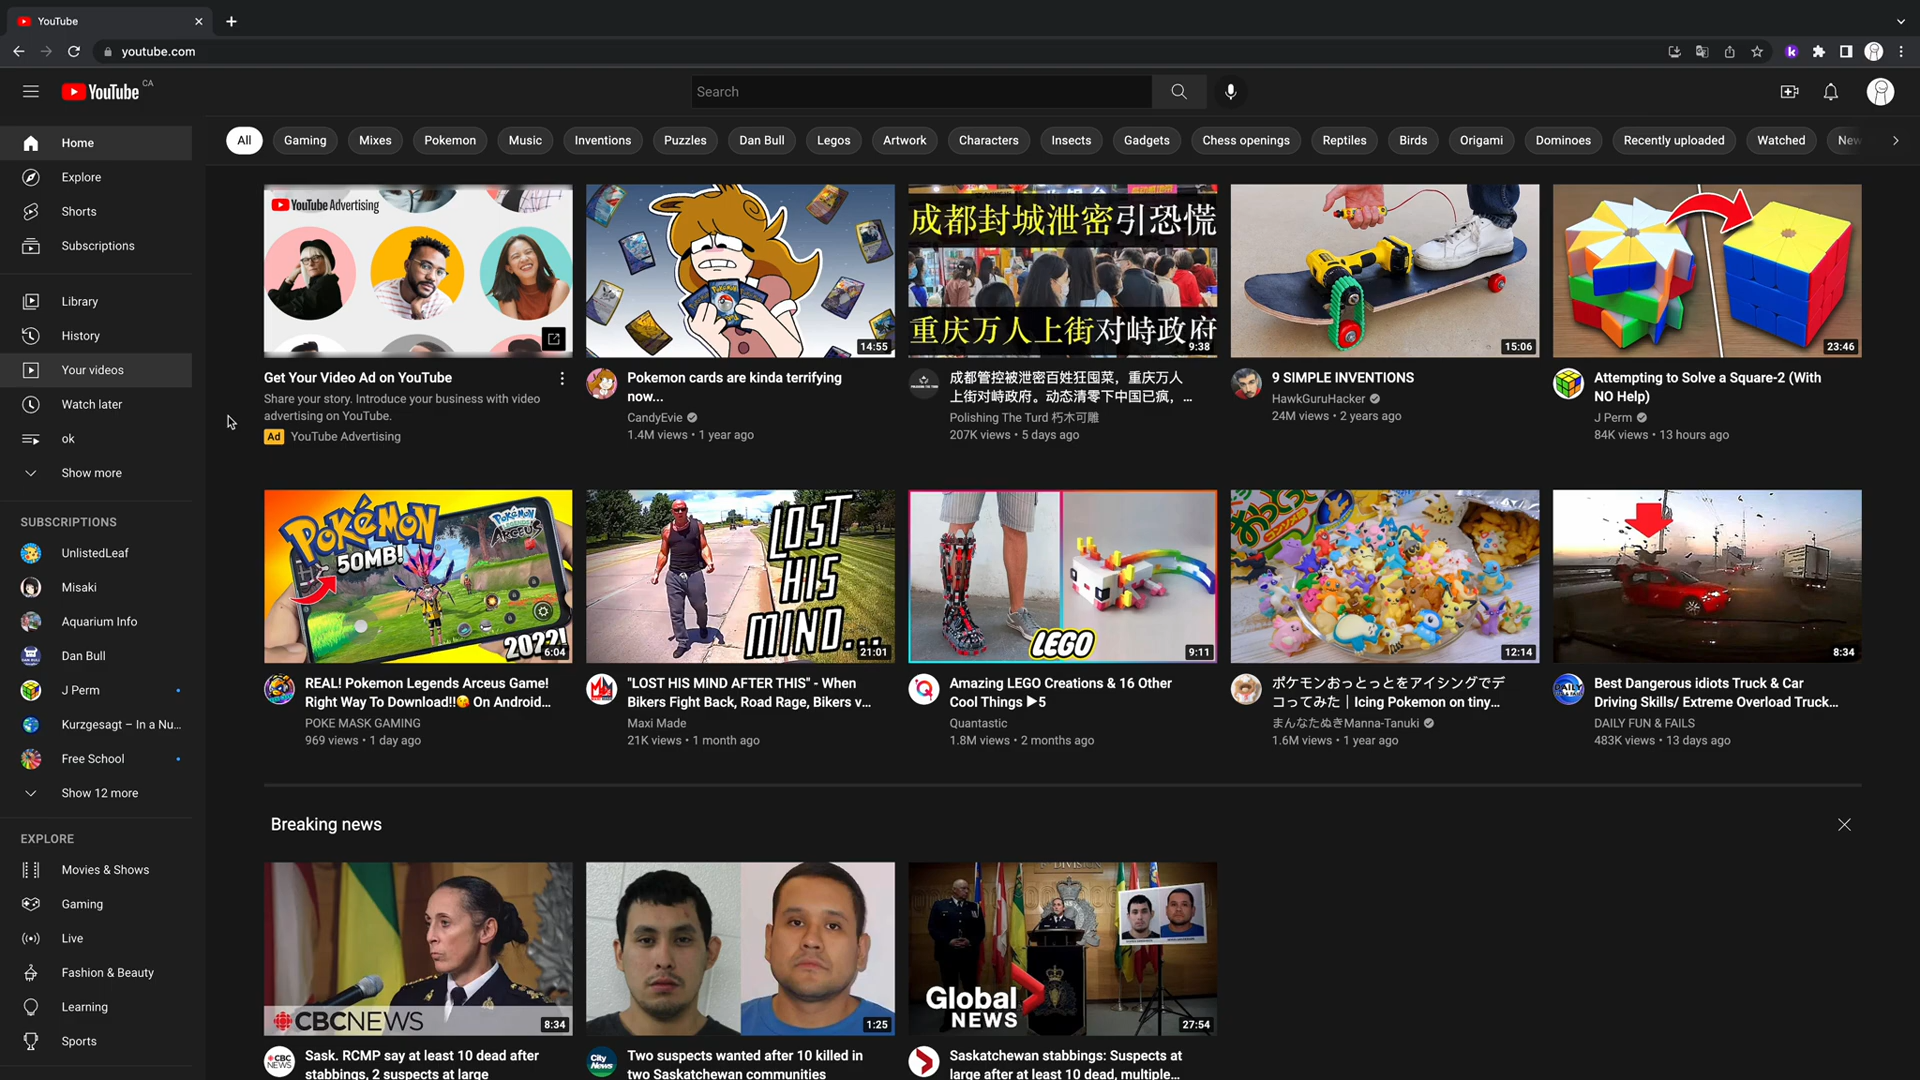 YouTube
youtube.com
YouTube CA
Search
Home
Explore
Shorts
Subscriptions
Library
History
Your videos
Watch later
ok
Show more
SUBSCRIPTIONS
UnlistedLeaf
Misaki
Aquarium Info
Dan Bull
J Perm
Kurzgesagt – In a Nu...
Free School
Show 12 more
EXPLORE
Movies & Shows
Gaming
Live
Fashion & Beauty
Learning
Sports
All
Gaming
Mixes
Pokemon
Music
Inventions
Puzzles
Dan Bull
Legos
Artwork
Characters
Insects
Gadgets
Chess openings
Reptiles
Birds
Origami
Dominoes
Recently uploaded
Watched
New
YouTube Advertising
Get Your Video Ad on YouTube
Share your story. Introduce your business with video
advertising on YouTube.
Ad YouTube Advertising
14:55
Pokemon cards are kinda terrifying
now...
CandyEvie
1.4M views • 1 year ago
成都封城泄密引恐慌
重庆万人上街对峙政府
9:38
成都管控被泄密百姓狂囤菜，重庆万人
上街对峙政府。动态清零下中国已疯，...
Polishing The Turd 朽木可雕
207K views • 5 days ago
15:06
9 SIMPLE INVENTIONS
HawkGuruHacker
24M views • 2 years ago
23:46
Attempting to Solve a Square-2 (With
NO Help)
J Perm
84K views • 13 hours ago
POKÉMON
50MB!
POKÉMON
ARCEUS
2022!
6:04
REAL! Pokemon Legends Arceus Game!
Right Way To Download!!😘 On Android...
POKE MASK GAMING
969 views • 1 day ago
LOST
HIS
MIND...
21:01
"LOST HIS MIND AFTER THIS" - When
Bikers Fight Back, Road Rage, Bikers v...
Maxi Made
21K views • 1 month ago
LEGO
9:11
Amazing LEGO Creations & 16 Other
Cool Things ▶5
Quantastic
1.8M views • 2 months ago
おっとっと
12:14
ポケモンおっとっとをアイシングでデ
コってみた｜Icing Pokemon on tiny...
まんなたぬきManna-Tanuki
1.6M views • 1 year ago
8:34
DAILY
Best Dangerous idiots Truck & Car
Driving Skills/ Extreme Overload Truck...
DAILY FUN & FAILS
483K views • 13 days ago
Breaking news
CBCNEWS
8:34
CBC
NEWS
Sask. RCMP say at least 10 dead after
stabbings, 2 suspects at large
1:25
City
News
Two suspects wanted after 10 killed in
two Saskatchewan communities
DIVISION
Global
NEWS
27:54
Saskatchewan stabbings: Suspects at
large after at least 10 dead, multiple...